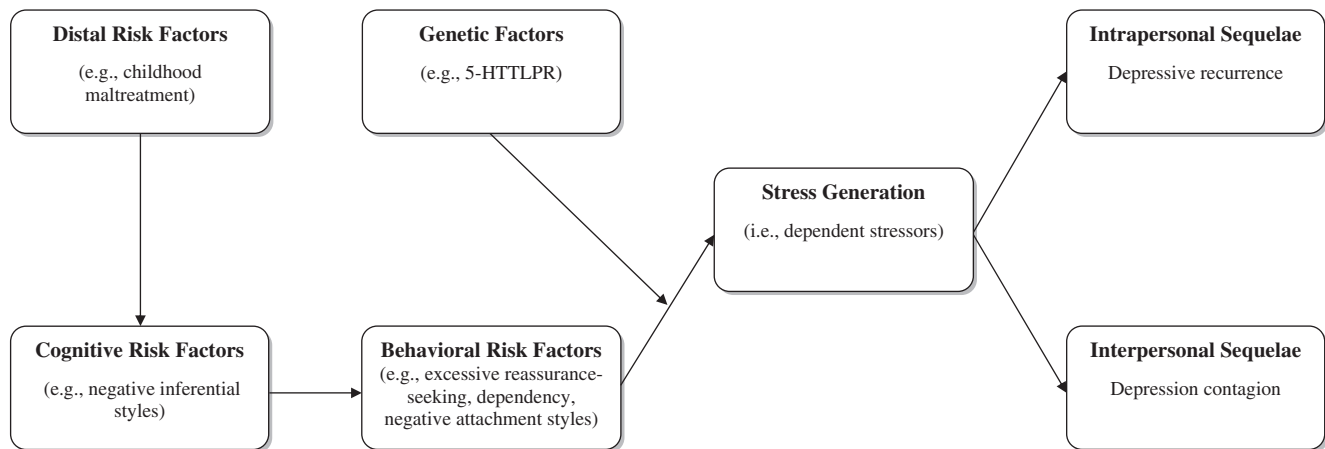 Distal Risk Factors
(e.g., childhood
maltreatment)
Genetic Factors
(e.g., 5-HTTLPR)
Intrapersonal Sequelae
Depressive recurrence
Stress Generation
(i.e., dependent stressors)
Cognitive Risk Factors
(e.g., negative inferential
styles)
Behavioral Risk Factors
(e.g., excessive reassurance-
seeking, dependency,
negative attachment styles)
Interpersonal Sequelae
Depression contagion